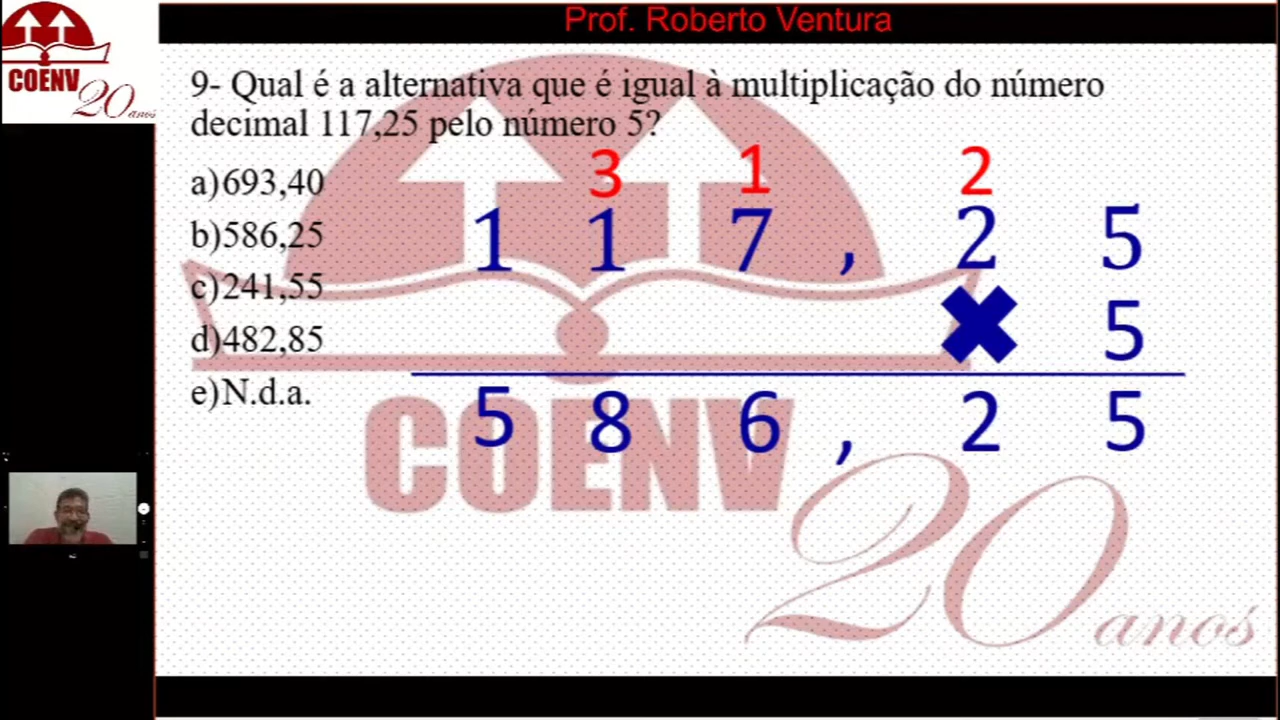 Prof. Roberto Ventura
COENV
20 anos
9- Qual é a alternativa que é igual à multiplicação do número
decimal 117,25 pelo número 5?
a)693,40
b)586,25
c)241,55
d)482,85
e)N.d.a.
3 1 2
1 1 7 , 2 5
✖ 5
5 8 6 , 2 5
COENV
20 anos